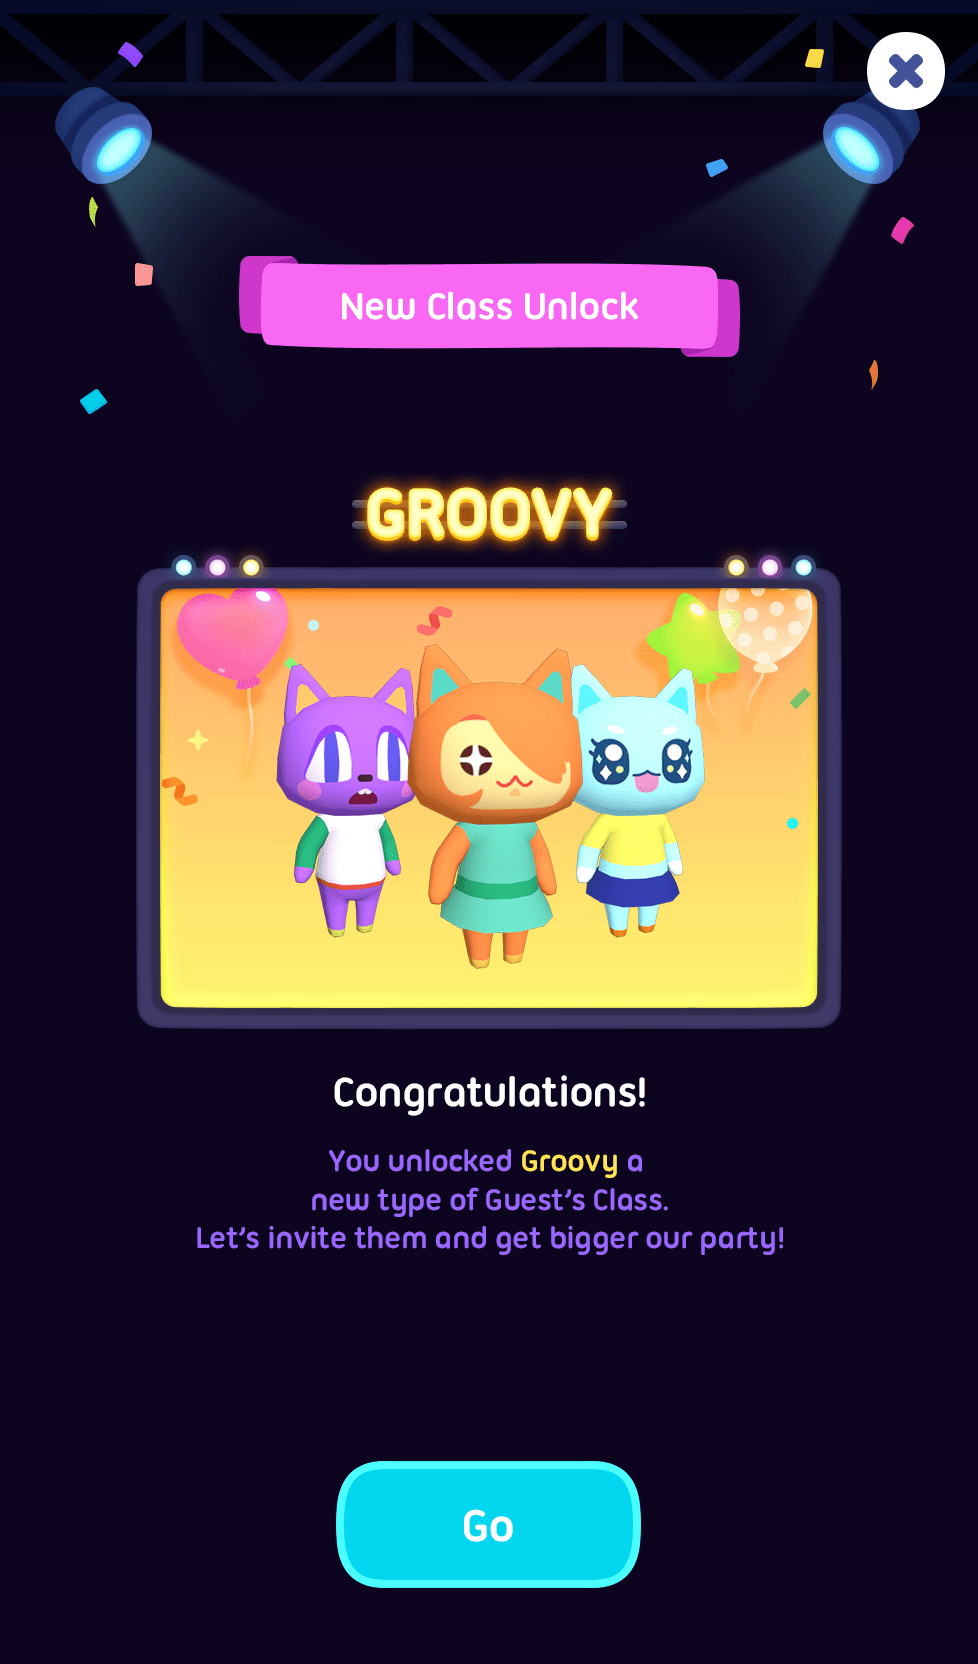 New Class Unlock
GROOVY
Congratulations!
You unlocked Groovy a
new type of Guest's Class.
Let's invite them and get bigger our party!
Go